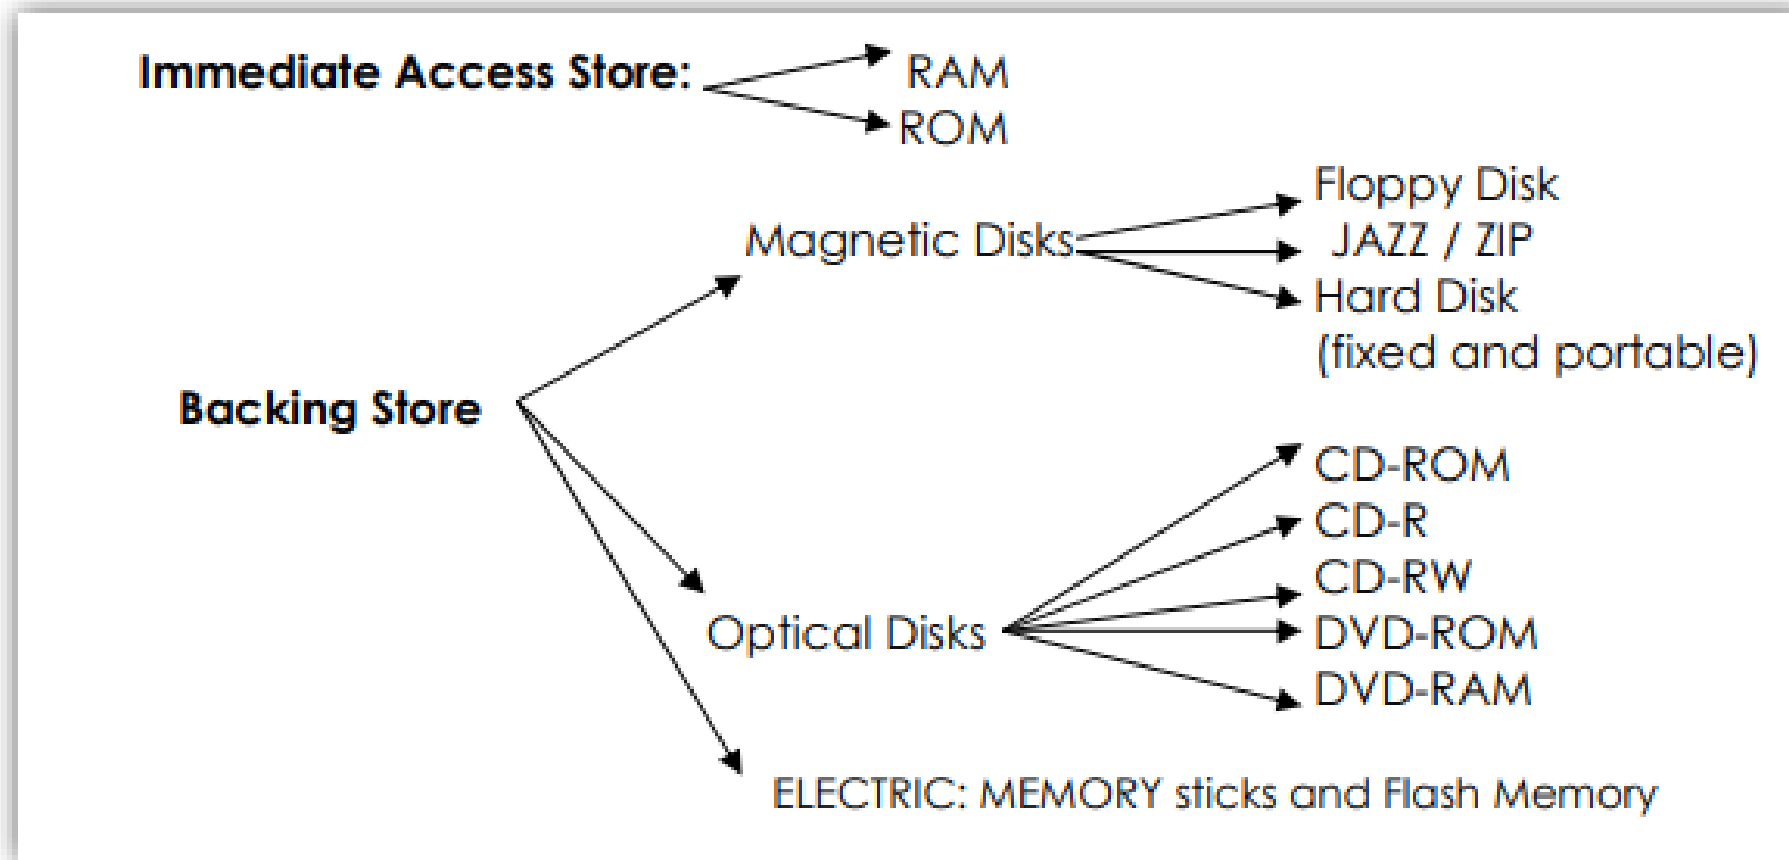 Immediate Access Store:
RAM
ROM
Magnetic Disks
Floppy Disk
JAZZ / ZIP
Hard Disk
(fixed and portable)
Backing Store
Optical Disks
CD-ROM
CD-R
CD-RW
DVD-ROM
DVD-RAM
ELECTRIC: MEMORY sticks and Flash Memory